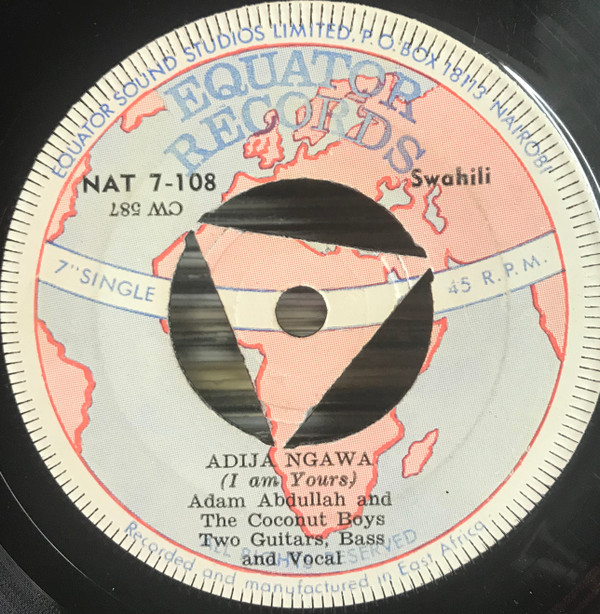 EQUATOR SOUND STUDIOS LIMITED, P.O. BOX 18113 NAIROBI
EQUATOR
RECORDS
NAT 7-108
Swahili
CW 587
7" SINGLE
45 R.P.M.
ADIJA NGAWA
(I am Yours)
Adam Abdullah and
The Coconut Boys
Two Guitars, Bass
and Vocal
ALL RIGHTS RESERVED
Recorded and manufactured in East Africa